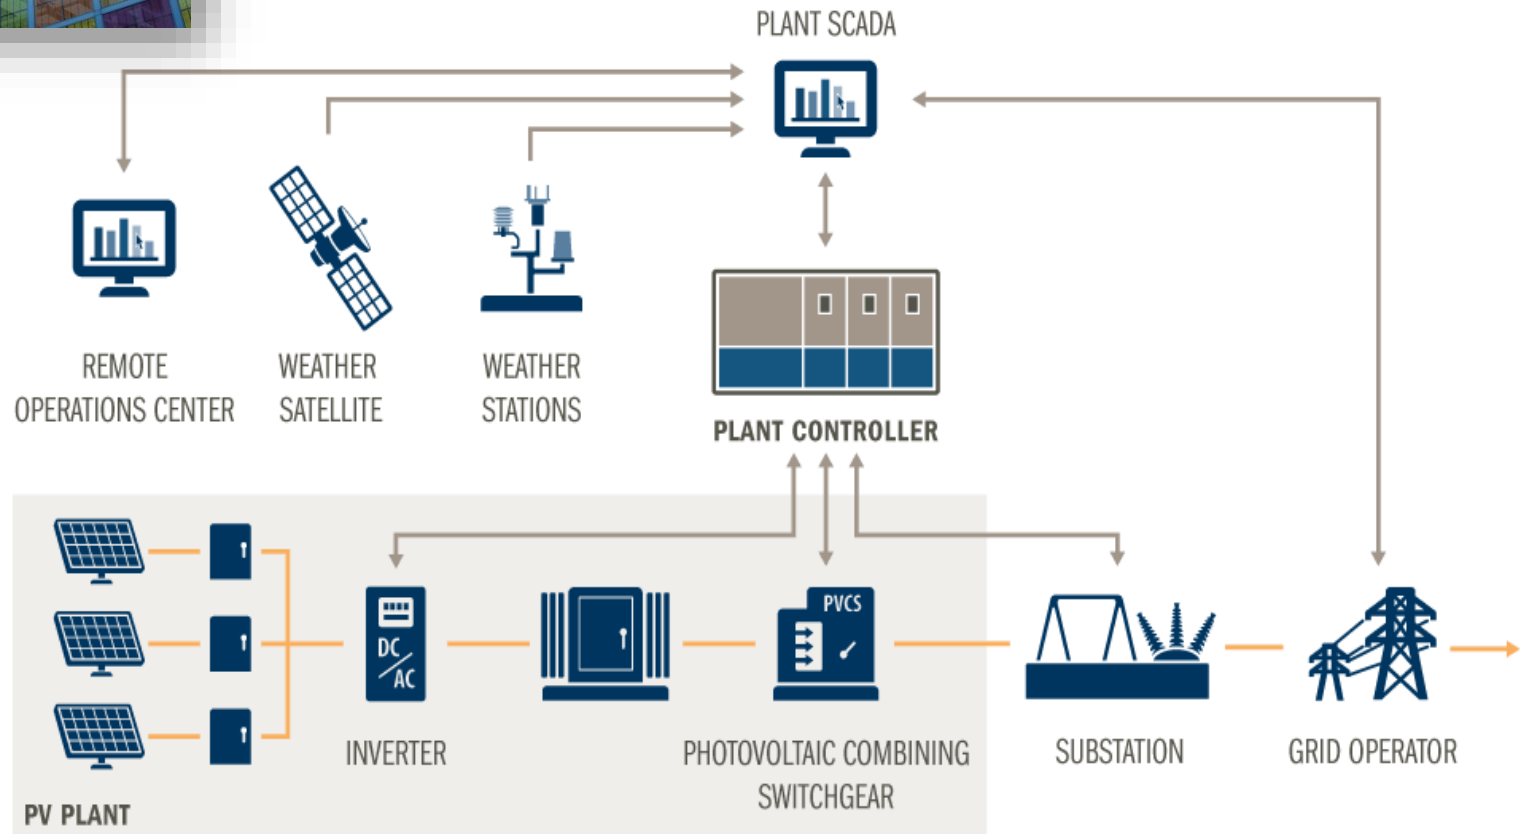 PLANT SCADA
REMOTE
OPERATIONS CENTER
WEATHER
SATELLITE
WEATHER
STATIONS
PLANT CONTROLLER
PVCS
DC
AC
INVERTER
PHOTOVOLTAIC COMBINING
SWITCHGEAR
SUBSTATION
GRID OPERATOR
PV PLANT